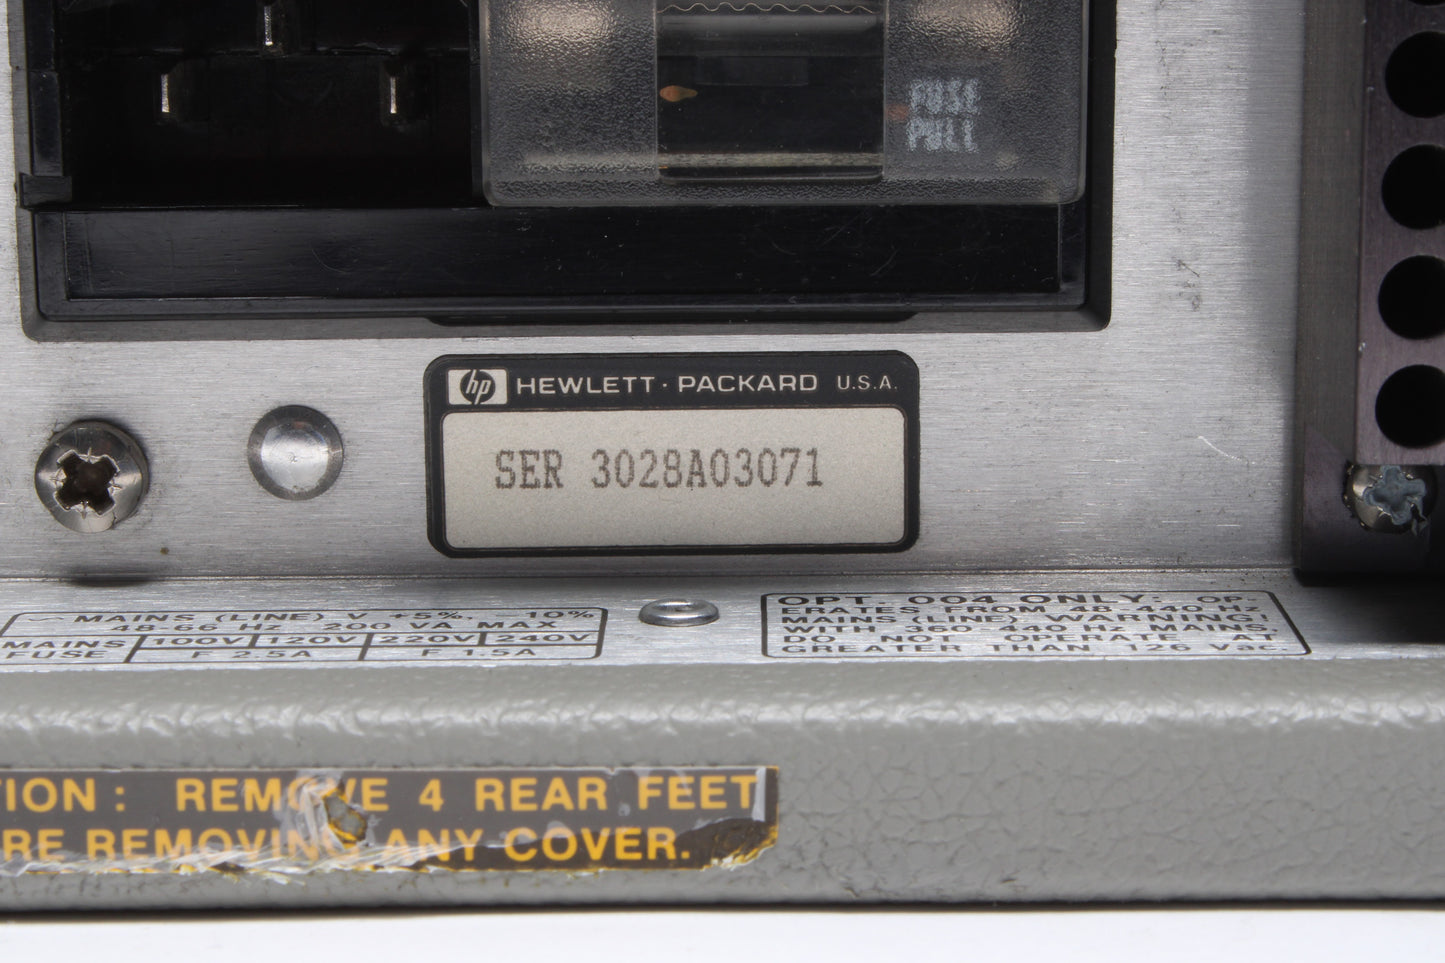 FUSE
PULL
hp HEWLETT · PACKARD U.S.A.
SER 3028A03071
~ MAINS (LINE) V +5%, -10%
48-66 Hz 200 VA MAX
MAINS FUSE 100V 120V 220V 240V
F 2.5A F 1.5A
OPT. 004 ONLY: OP-
ERATES FROM 48-440 Hz
MAINS (LINE). WARNING!
WITH 360-440 Hz MAINS,
DO NOT OPERATE AT
GREATER THAN 126 Vac.
TION: REMOVE 4 REAR FEET
RE REMOVING ANY COVER.